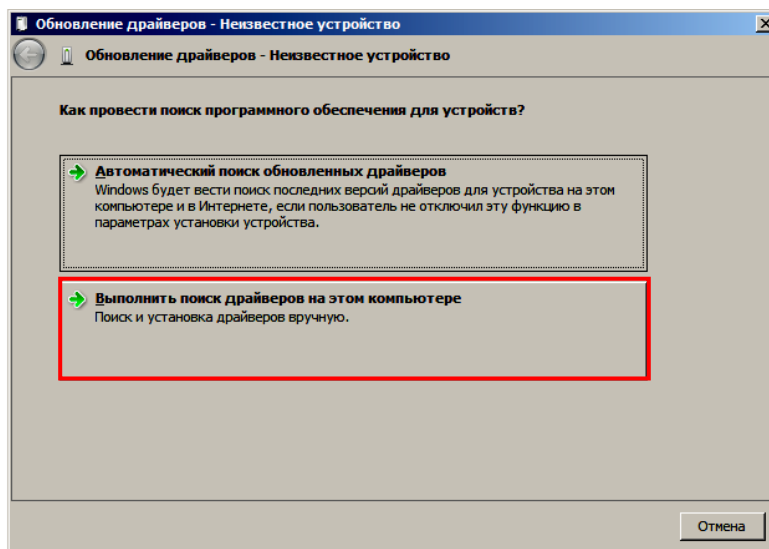 Обновление драйверов - Неизвестное устройство
Обновление драйверов - Неизвестное устройство
Как провести поиск программного обеспечения для устройств?
Автоматический поиск обновленных драйверов
Windows будет вести поиск последних версий драйверов для устройства на этом
компьютере и в Интернете, если пользователь не отключил эту функцию в
параметрах установки устройства.
Выполнить поиск драйверов на этом компьютере
Поиск и установка драйверов вручную.
Отмена